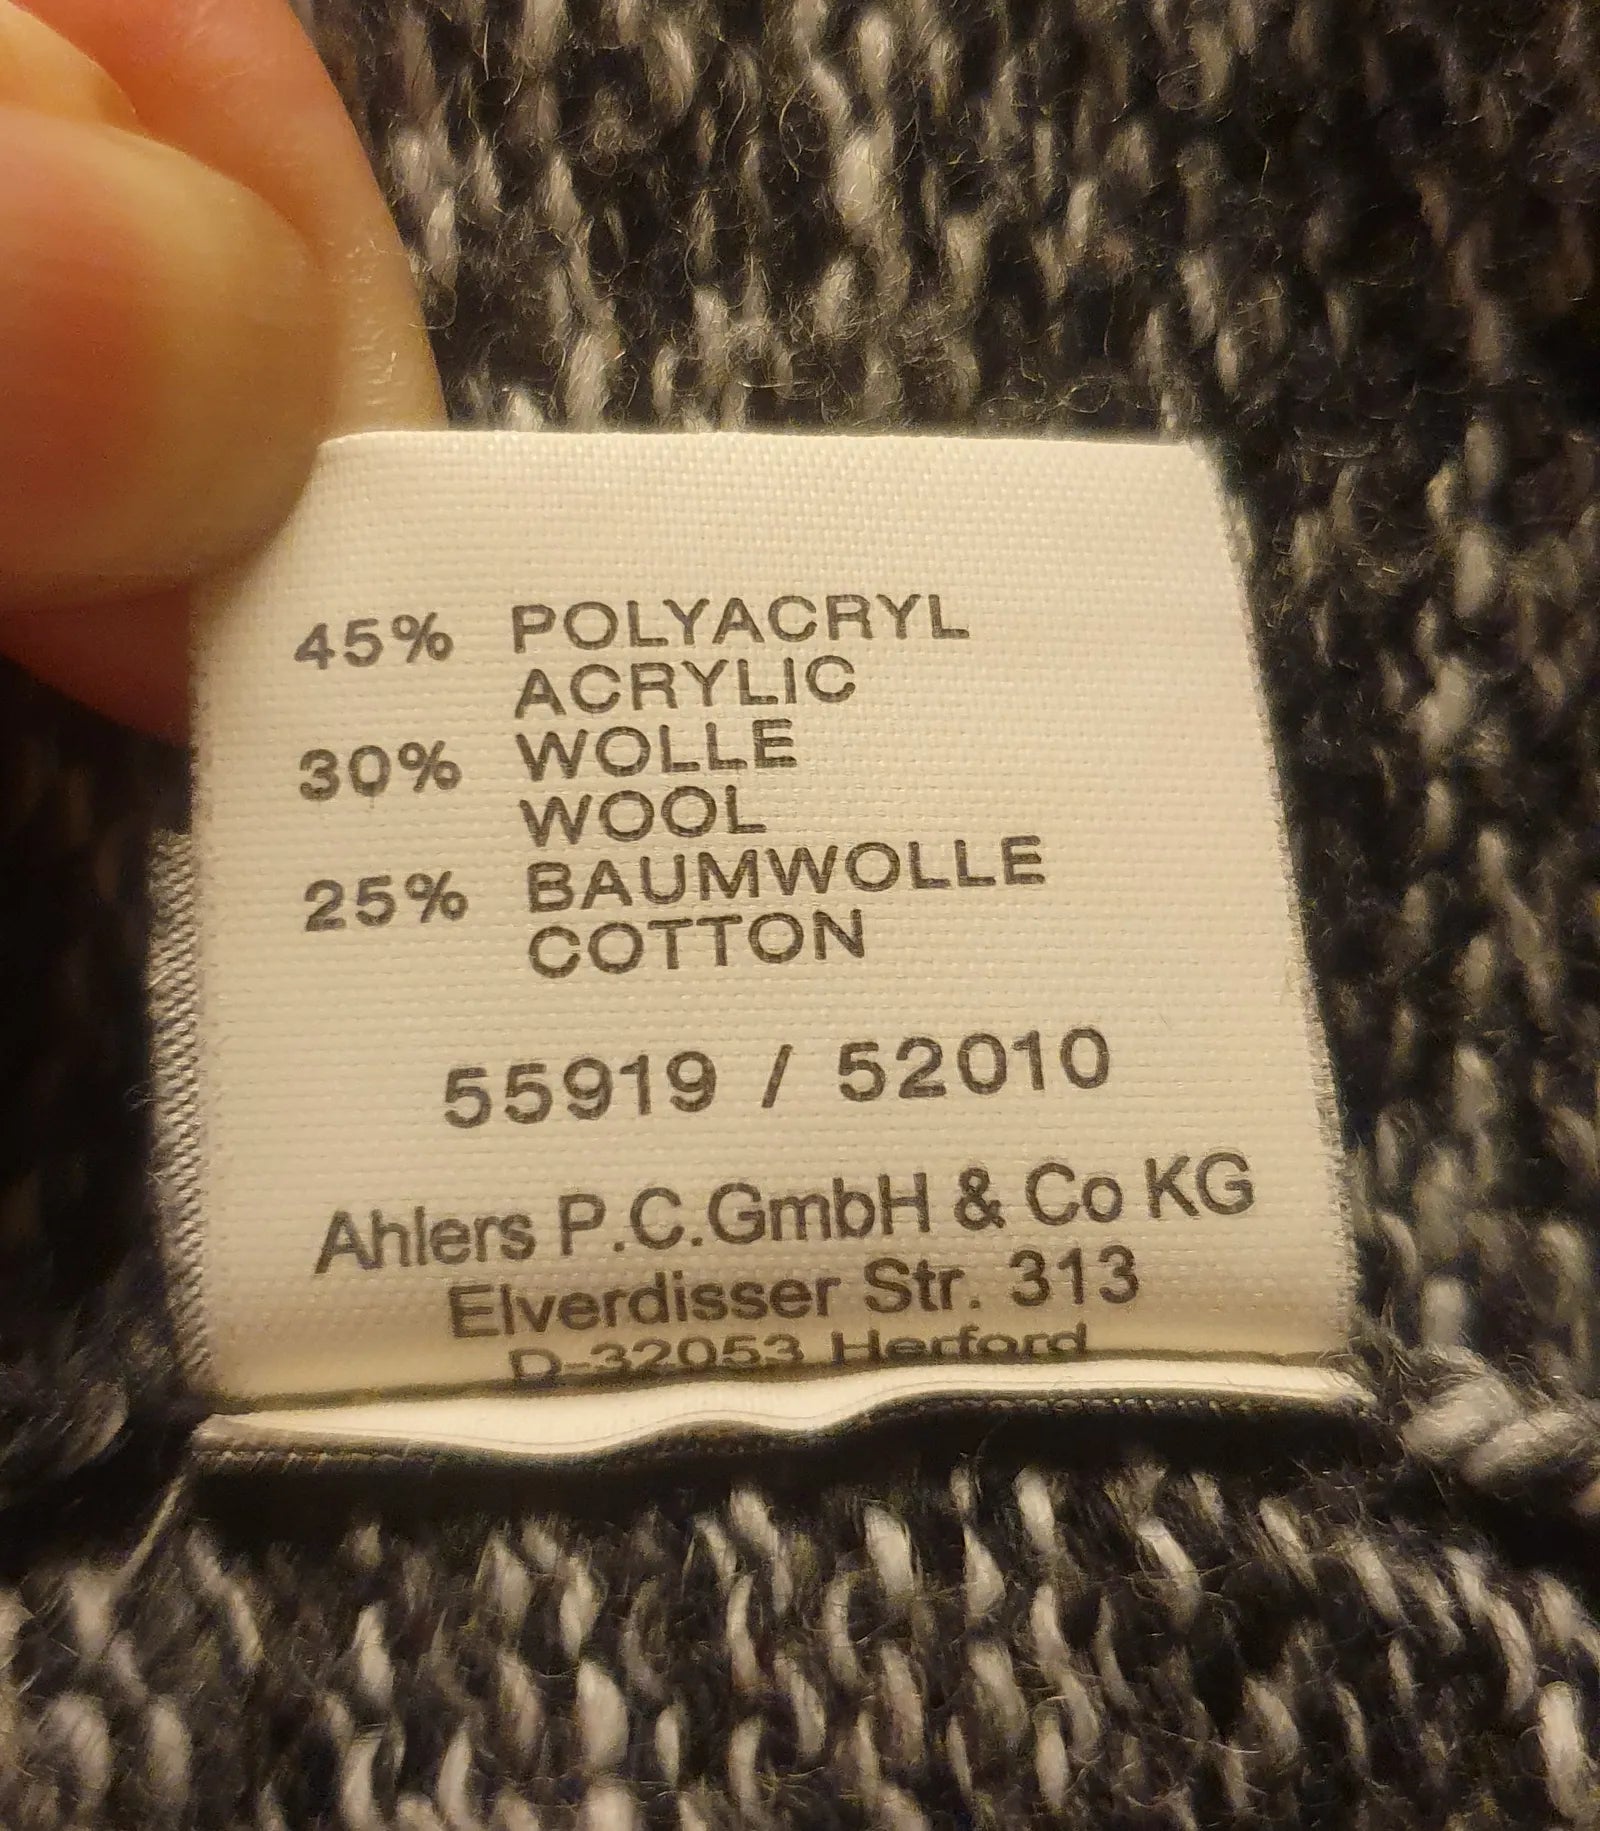 45% POLYACRYL
ACRYLIC
30% WOLLE
WOOL
25% BAUMWOLLE
COTTON
55919 / 52010
Ahlers P.C.GmbH & Co KG
Elverdisser Str. 313
D-32053 Herford